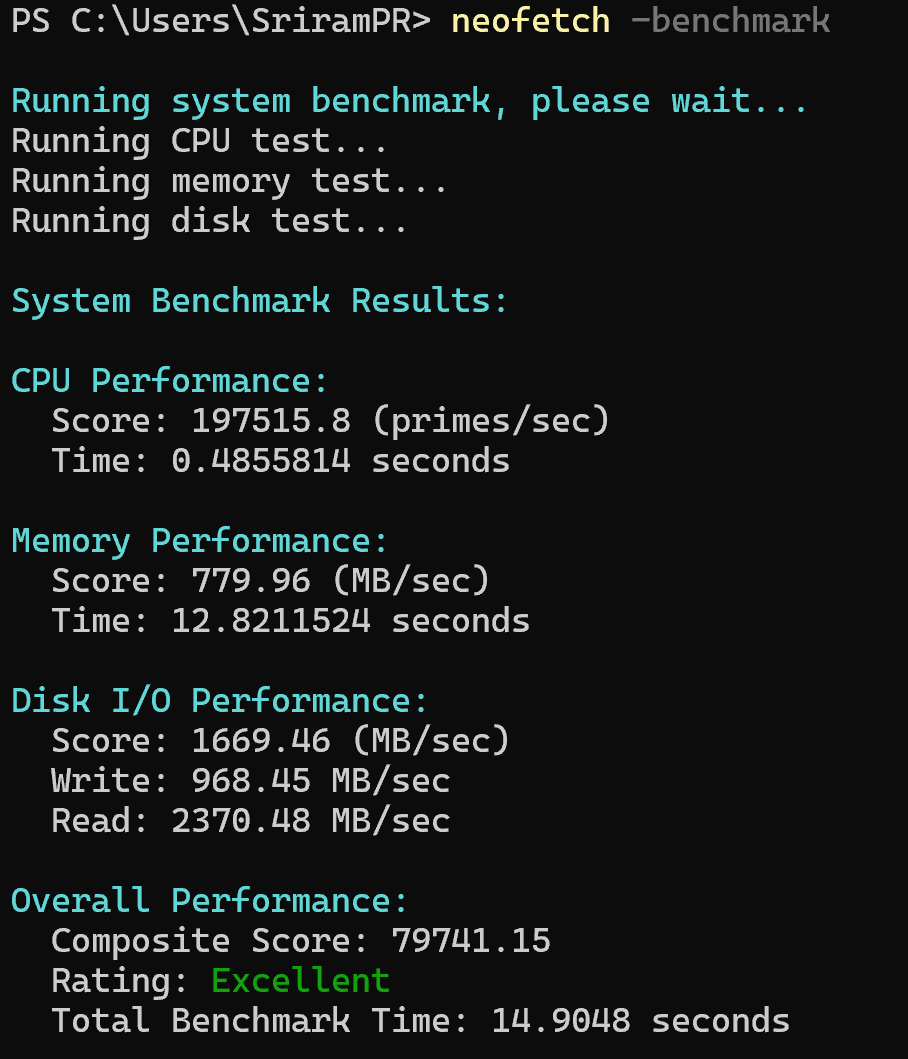 PS C:\Users\SriramPR> neofetch -benchmark
Running system benchmark, please wait...
Running CPU test...
Running memory test...
Running disk test...
System Benchmark Results:
CPU Performance:
Score: 197515.8 (primes/sec)
Time: 0.4855814 seconds
Memory Performance:
Score: 779.96 (MB/sec)
Time: 12.8211524 seconds
Disk I/O Performance:
Score: 1669.46 (MB/sec)
Write: 968.45 MB/sec
Read: 2370.48 MB/sec
Overall Performance:
Composite Score: 79741.15
Rating: Excellent
Total Benchmark Time: 14.9048 seconds